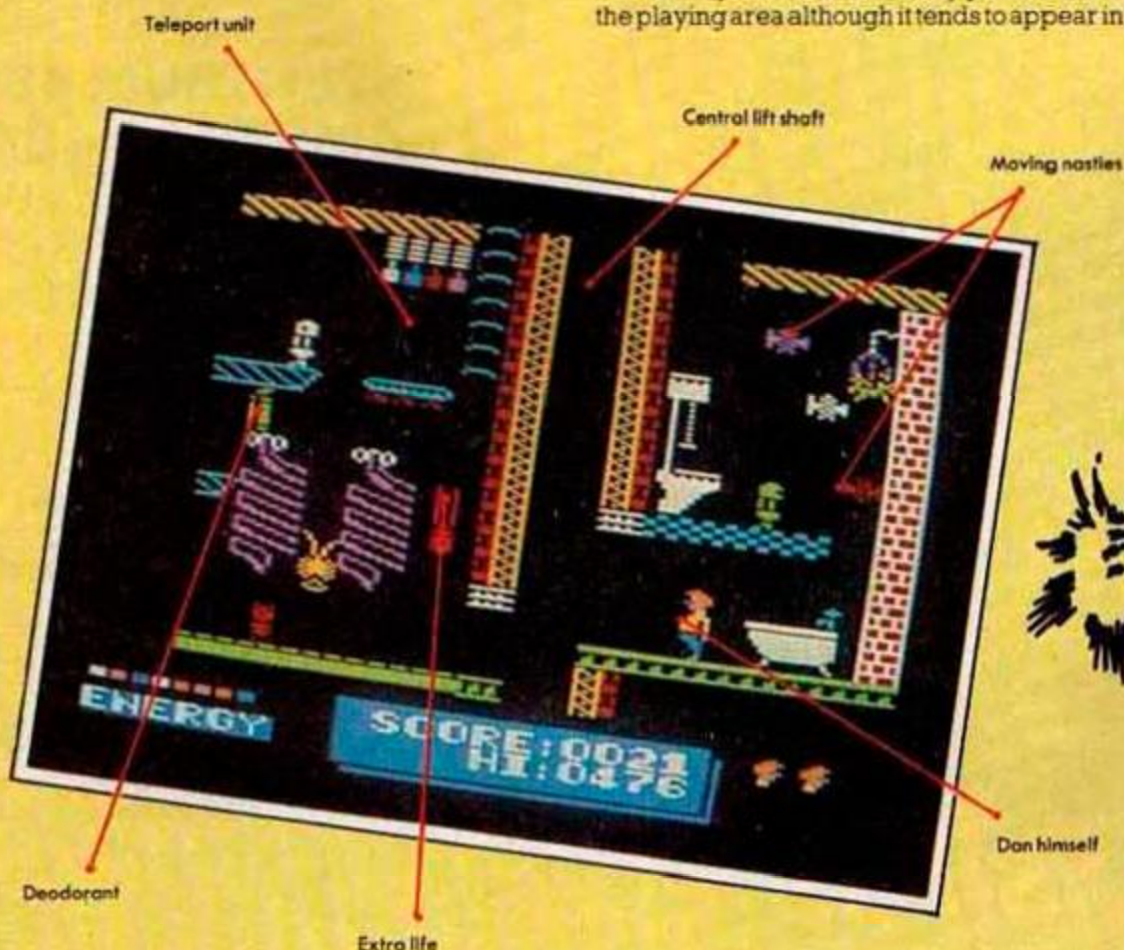 the playing area although it tends to appear in
Teleport unit
Central lift shaft
Moving nasties
ENERGY
SCORE:0021
HI:0476
Dan himself
Deodorant
Extra life